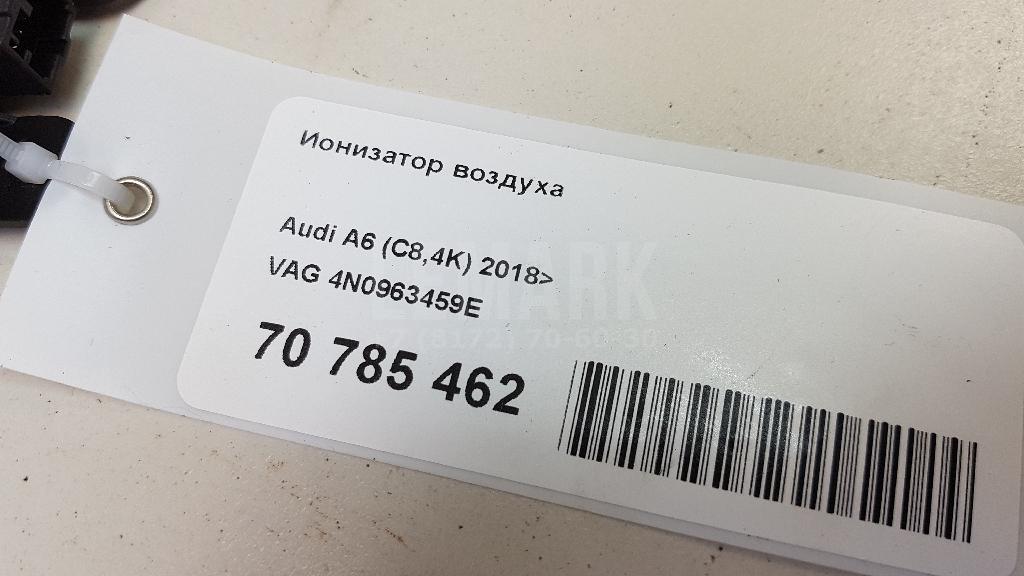 Ионизатор воздуха
Audi A6 (C8,4K) 2018>
VAG 4N0963459E
70 785 462